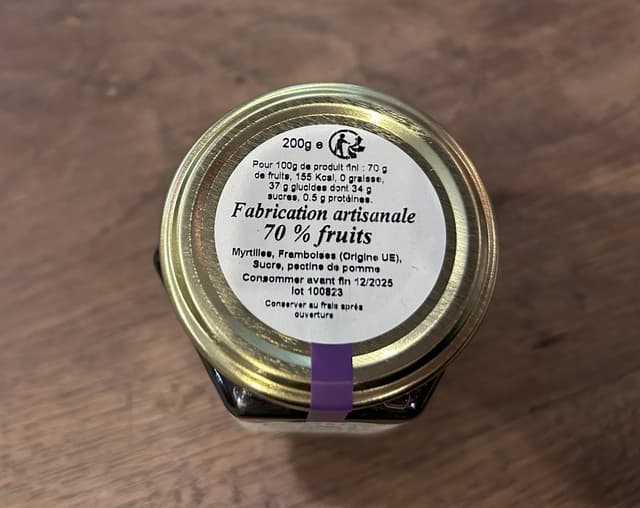 200g e
Pour 100g de produit fini : 70 g
de fruits, 155 Kcal, 0 graisse,
37 g glucides dont 34 g
sucres, 0.5 g protéines.
Fabrication artisanale
70 % fruits
Myrtilles, Framboises (Origine UE),
Sucre, pectine de pomme
Consommer avant fin 12/2025
lot 100823
Conserver au frais après
ouverture